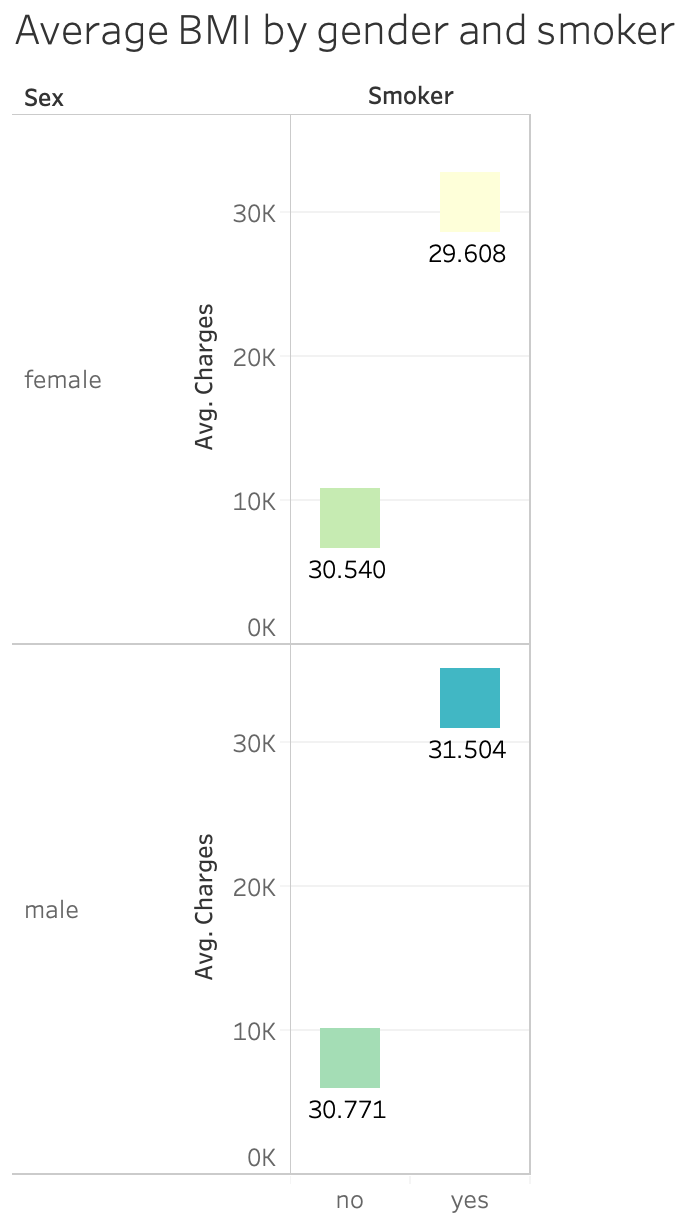 Average BMI by gender and smoker
Sex
Smoker
female
Avg. Charges
30K
20K
10K
0K
29.608
30.540
male
Avg. Charges
30K
20K
10K
0K
31.504
30.771
no
yes